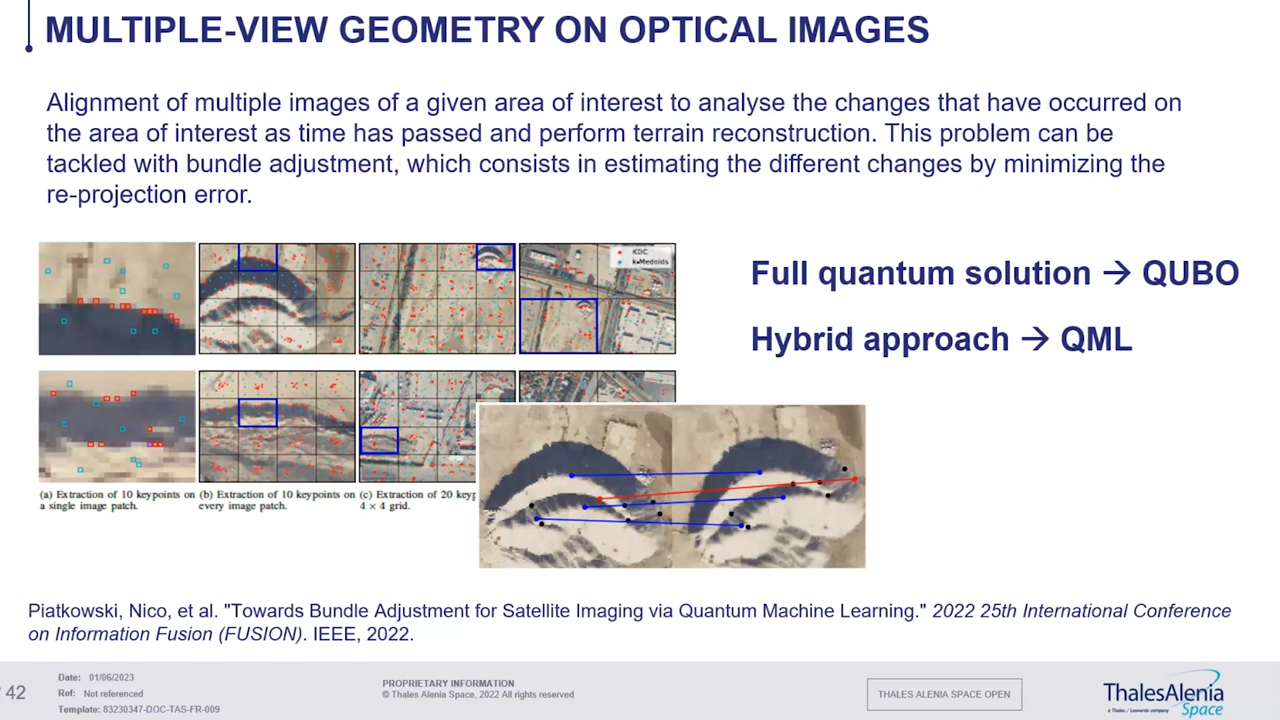 MULTIPLE-VIEW GEOMETRY ON OPTICAL IMAGES
Alignment of multiple images of a given area of interest to analyse the changes that have occurred on
the area of interest as time has passed and perform terrain reconstruction. This problem can be
tackled with bundle adjustment, which consists in estimating the different changes by minimizing the
re-projection error.
KDC
k-Medoids
Full quantum solution → QUBO
Hybrid approach → QML
(a) Extraction of 10 keypoints on
a single image patch.
(b) Extraction of 10 keypoints on
every image patch.
(c) Extraction of 20 keyp
4 × 4 grid.
Piatkowski, Nico, et al. "Towards Bundle Adjustment for Satellite Imaging via Quantum Machine Learning." 2022 25th International Conference
on Information Fusion (FUSION). IEEE, 2022.
42
Date: 01/06/2023
Ref: Not referenced
Template: 83230347-DOC-TAS-FR-009
PROPRIETARY INFORMATION
© Thales Alenia Space, 2022 All rights reserved
THALES ALENIA SPACE OPEN
ThalesAlenia
a Thales / Leonardo company
Space